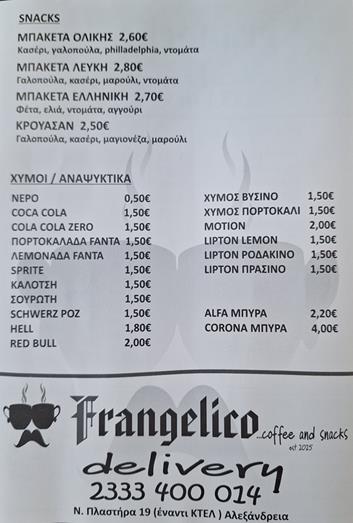 SNACKS
ΜΠΑΚΕΤΑ ΟΛΙΚΗΣ 2,60€
Κασέρι, γαλοπούλα, philladelphia, ντομάτα
ΜΠΑΚΕΤΑ ΛΕΥΚΗ 2,80€
Γαλοπούλα, κασέρι, μαρούλι, ντομάτα
ΜΠΑΚΕΤΑ ΕΛΛΗΝΙΚΗ 2,70€
Φέτα, ελιά, ντομάτα, αγγούρι
ΚΡΟΥΑΣΑΝ 2,50€
Γαλοπούλα, κασέρι, μαγιονέζα, μαρούλι
ΧΥΜΟΙ / ΑΝΑΨΥΚΤΙΚΑ
ΝΕΡΟ 0,50€
COCA COLA 1,50€
COLA COLA ZERO 1,50€
ΠΟΡΤΟΚΑΛΑΔΑ FANTA 1,50€
ΛΕΜΟΝΑΔΑ FANTA 1,50€
SPRITE 1,50€
ΚΑΛΟΤΣΗ 1,50€
ΣΟΥΡΩΤΗ 1,50€
SCHWERZ ΡΟΖ 1,50€
HELL 1,80€
RED BULL 2,00€
ΧΥΜΟΣ ΒΥΣΙΝΟ 1,50€
ΧΥΜΟΣ ΠΟΡΤΟΚΑΛΙ 1,50€
MOTION 2,00€
LIPTON LEMON 1,50€
LIPTON ΡΟΔΑΚΙΝΟ 1,50€
LIPTON ΠΡΑΣΙΝΟ 1,50€
ALFA ΜΠΥΡΑ 2,20€
CORONA ΜΠΥΡΑ 4,00€
Frangelico ...coffee and snacks
est 2025
delivery
2333 400 014
Ν. Πλαστήρα 19 (έναντι ΚΤΕΛ ) Αλεξάνδρεια